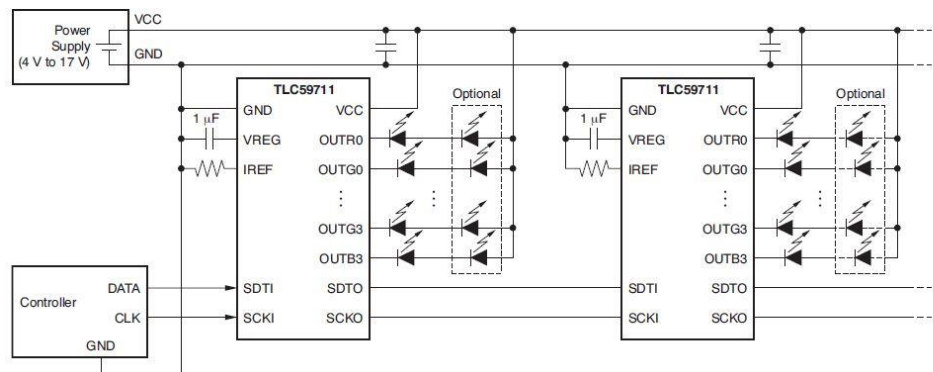 Power
Supply
(4 V to 17 V)
VCC
GND
TLC59711
GND
VCC
1 μF
VREG
OUTR0
IREF
OUTG0
OUTG3
OUTB3
SDTI
SDTO
SCKI
SCKO
Optional
TLC59711
GND
VCC
1 μF
VREG
OUTR0
IREF
OUTG0
OUTG3
OUTB3
SDTI
SDTO
SCKI
SCKO
Optional
Controller
DATA
CLK
GND